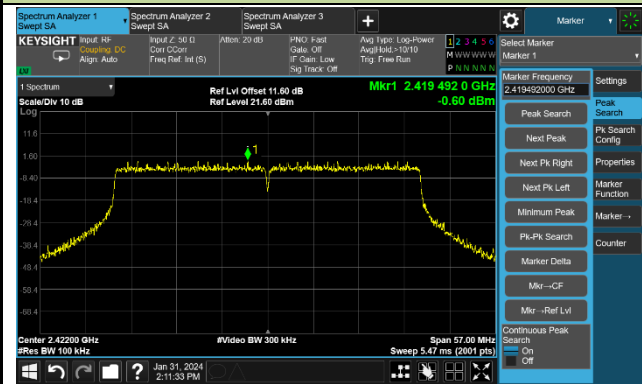 Spectrum Analyzer 1
Swept SA
Spectrum Analyzer 2
Swept SA
Spectrum Analyzer 3
Swept SA
+
Marker
KEYSIGHT
Input: RF
Coupling: DC
Align: Auto
Input Z: 50 Ω
Corr CCorr
Freq Ref: Int (S)
Atten: 20 dB
PNO: Fast
Gate: Off
IF Gain: Low
Sig Track: Off
Avg Type: Log-Power
Avg|Hold:>10/10
Trig: Free Run
1 2 3 4 5 6
M W W W W W
P N N N N N
Select Marker
Marker 1
LXI
1 Spectrum
Scale/Div 10 dB
Log
Ref Lvl Offset 11.60 dB
Ref Level 21.60 dBm
Mkr1 2.419 492 0 GHz
-0.60 dBm
11.6
1.60
-8.40
-18.4
-28.4
-38.4
-48.4
-58.4
-68.4
1
Center 2.42200 GHz
#Res BW 100 kHz
#Video BW 300 kHz
Span 57.00 MHz
Sweep 5.47 ms (2001 pts)
Marker Frequency
2.419492000 GHz
Peak Search
Next Peak
Next Pk Right
Next Pk Left
Minimum Peak
Pk-Pk Search
Marker Delta
Mkr→CF
Mkr→Ref Lvl
Continuous Peak
Search
On
Off
Settings
Peak
Search
Pk Search
Config
Properties
Marker
Function
Marker→
Counter
?
Jan 31, 2024
2:11:33 PM